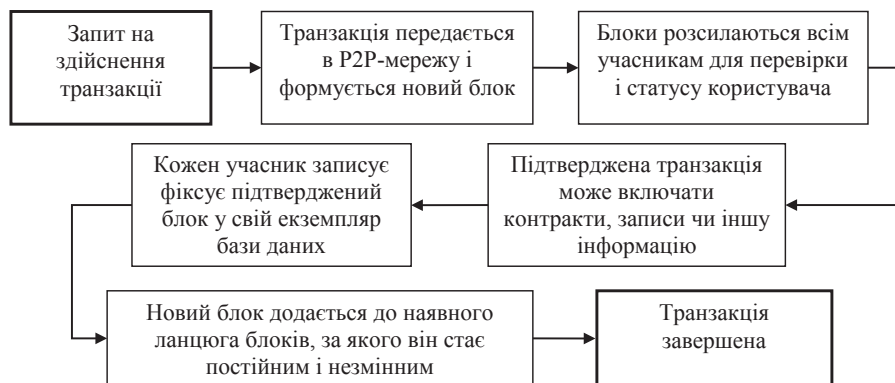 Запит на
здійснення
транзакції
Транзакція передається
в P2P-мережу і
формується новий блок
Блоки розсилаються всім
учасникам для перевірки
і статусу користувача
Підтверджена транзакція
може включати
контракти, записи чи іншу
інформацію
Кожен учасник записує
фіксує підтверджений
блок у свій екземпляр
бази даних
Новий блок додається до наявного
ланцюга блоків, за якого він стає
постійним і незмінним
Транзакція
завершена